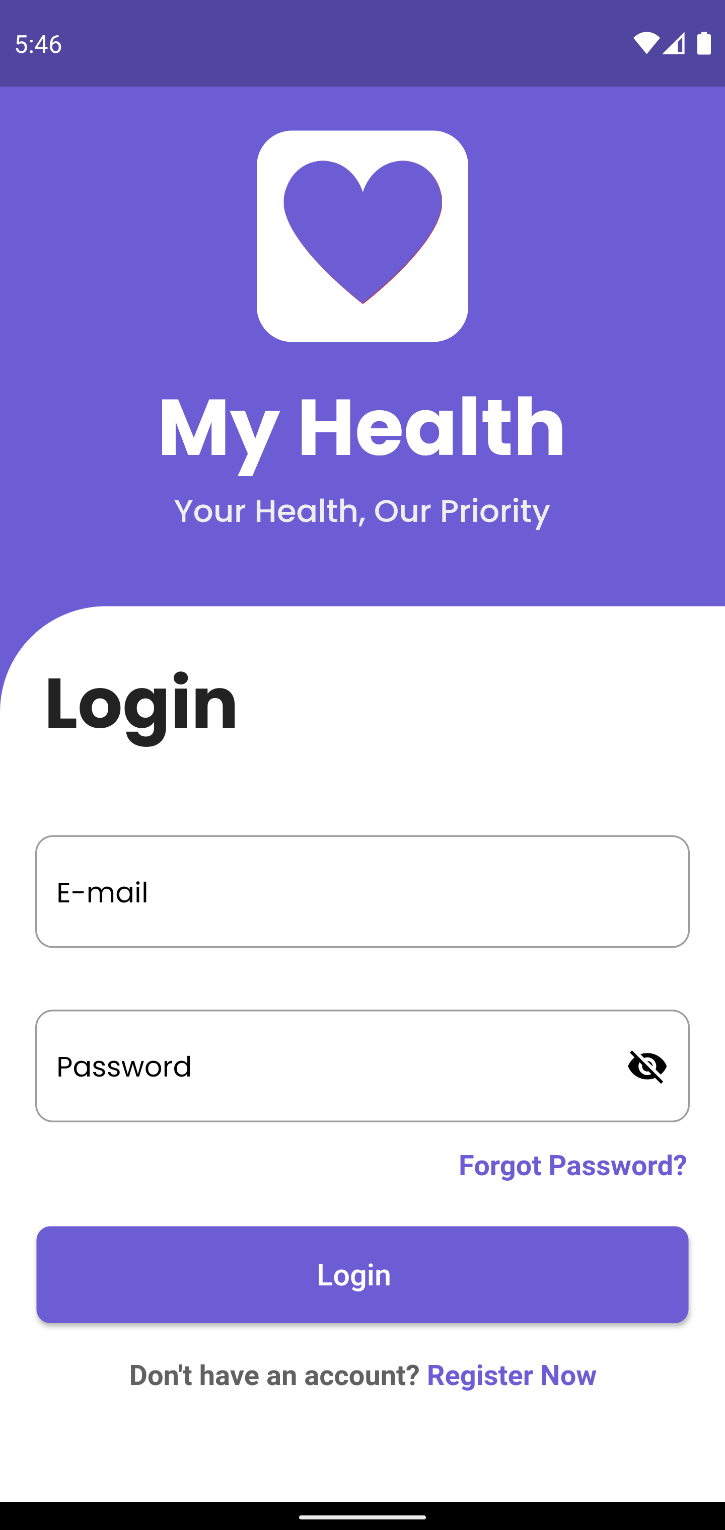 5:46
My Health
Your Health, Our Priority
Login
E-mail
Password
Forgot Password?
Login
Don't have an account? Register Now